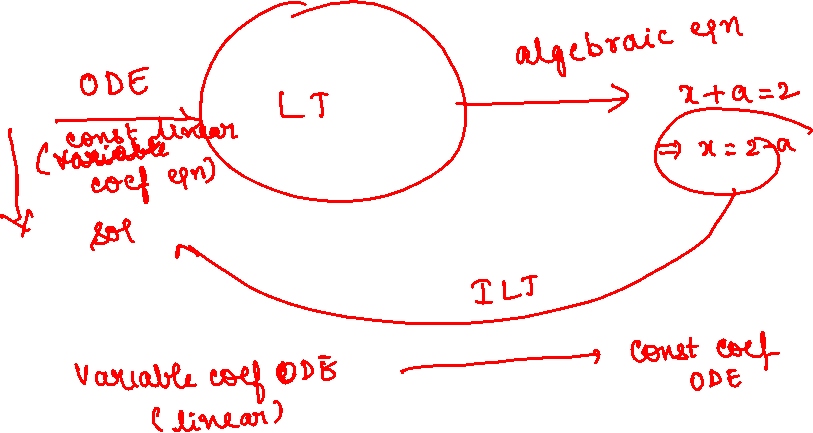 algebraic eqn
ODE
LT
x + a = 2
const linear
(variable
⇒ x = 2-a
coef eqn)
sol
ILT
Variable coef ODE
const coef
ODE
(linear)